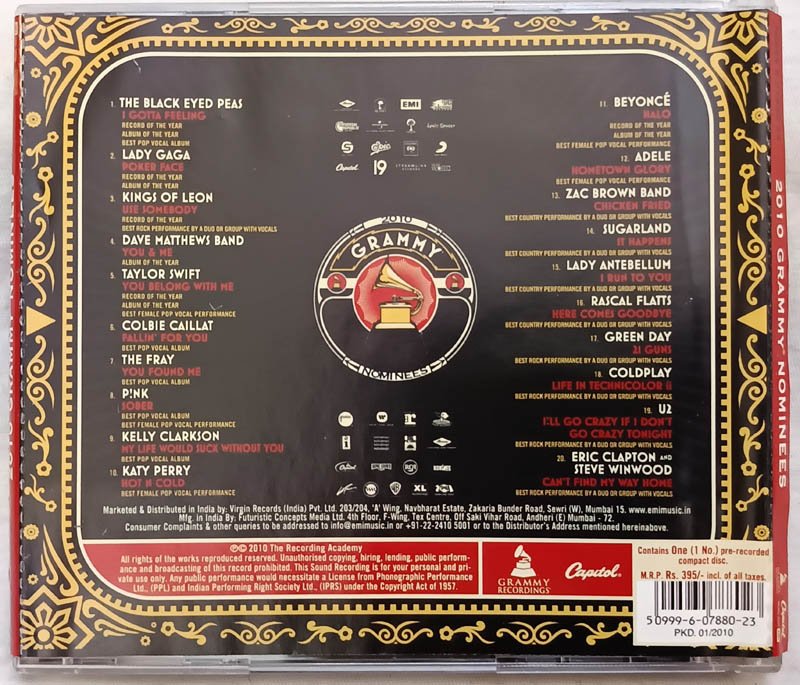 1. THE BLACK EYED PEAS
I GOTTA FEELING
RECORD OF THE YEAR
ALBUM OF THE YEAR
BEST POP VOCAL ALBUM
2. LADY GAGA
POKER FACE
RECORD OF THE YEAR
ALBUM OF THE YEAR
3. KINGS OF LEON
USE SOMEBODY
RECORD OF THE YEAR
BEST ROCK PERFORMANCE BY A DUO OR GROUP WITH VOCALS
4. DAVE MATTHEWS BAND
YOU & ME
ALBUM OF THE YEAR
5. TAYLOR SWIFT
YOU BELONG WITH ME
RECORD OF THE YEAR
ALBUM OF THE YEAR
BEST FEMALE POP VOCAL PERFORMANCE
6. COLBIE CAILLAT
FALLIN' FOR YOU
BEST POP VOCAL ALBUM
7. THE FRAY
YOU FOUND ME
BEST POP VOCAL ALBUM
8. P!NK
SOBER
BEST POP VOCAL ALBUM
BEST FEMALE POP VOCAL PERFORMANCE
9. KELLY CLARKSON
MY LIFE WOULD SUCK WITHOUT YOU
BEST POP VOCAL ALBUM
10. KATY PERRY
HOT N COLD
BEST FEMALE POP VOCAL PERFORMANCE
EMI
Capitol
19
2010
GRAMMY
NOMINEES
Capitol
RCA
XL
11. BEYONCÉ
HALO
RECORD OF THE YEAR
ALBUM OF THE YEAR
BEST FEMALE POP VOCAL PERFORMANCE
12. ADELE
HOMETOWN GLORY
BEST FEMALE POP VOCAL PERFORMANCE
13. ZAC BROWN BAND
CHICKEN FRIED
BEST COUNTRY PERFORMANCE BY A DUO OR GROUP WITH VOCALS
14. SUGARLAND
IT HAPPENS
BEST COUNTRY PERFORMANCE BY A DUO OR GROUP WITH VOCALS
15. LADY ANTEBELLUM
I RUN TO YOU
BEST COUNTRY PERFORMANCE BY A DUO OR GROUP WITH VOCALS
16. RASCAL FLATTS
HERE COMES GOODBYE
BEST COUNTRY PERFORMANCE BY A DUO OR GROUP WITH VOCALS
17. GREEN DAY
21 GUNS
BEST ROCK PERFORMANCE BY A DUO OR GROUP WITH VOCALS
18. COLDPLAY
LIFE IN TECHNICOLOR ii
BEST ROCK PERFORMANCE BY A DUO OR GROUP WITH VOCALS
19. U2
I'LL GO CRAZY IF I DON'T
GO CRAZY TONIGHT
BEST ROCK PERFORMANCE BY A DUO OR GROUP WITH VOCALS
20. ERIC CLAPTON AND
STEVE WINWOOD
CAN'T FIND MY WAY HOME
BEST ROCK PERFORMANCE BY A DUO OR GROUP WITH VOCALS
Marketed & Distributed in India by: Virgin Records (India) Pvt. Ltd. 203/204, 'A' Wing, Navbharat Estate, Zakaria Bunder Road, Sewri (W), Mumbai 15. www.emimusic.in
Mfg. in India By: Futuristic Concepts Media Ltd. 4th Floor, F-Wing, Tex Centre, Off Saki Vihar Road, Andheri (E) Mumbai - 72.
Consumer Complaints & other queries to be addressed to info@emimusic.in or +91-22-2410 5001 or to the Distributor's Address mentioned hereinabove.
℗© 2010 The Recording Academy
All rights of the works reproduced reserved. Unauthorised copying, hiring, lending, public perform-
ance and broadcasting of this record prohibited. This Sound Recording is for your personal and pri-
vate use only. Any public performance would necessitate a License from Phonographic Performance
Ltd., (PPL) and Indian Performing Right Society Ltd., (IPRS) under the Copyright Act of 1957.
GRAMMY
RECORDINGS
Capitol
Contains One (1 No.) pre-recorded
compact disc.
M.R.P. Rs. 395/- incl. of all taxes.
5 0999-6-07880-23
PKD. 01/2010
2010 GRAMMY NOMINEES